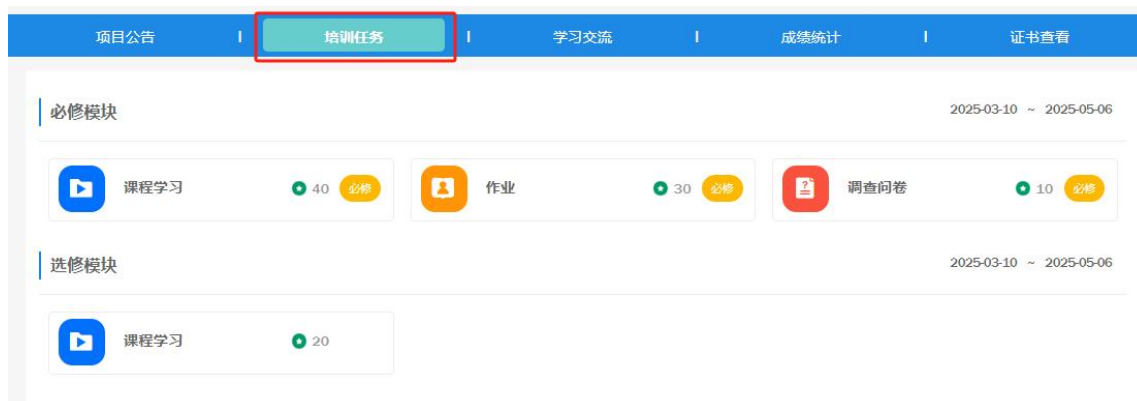 项目公告 | 培训任务 | 学习交流 | 成绩统计 | 证书查看
必修模块 2025-03-10 ~ 2025-05-06
课程学习 40 必修 作业 30 必修 调查问卷 10 必修
选修模块 2025-03-10 ~ 2025-05-06
课程学习 20